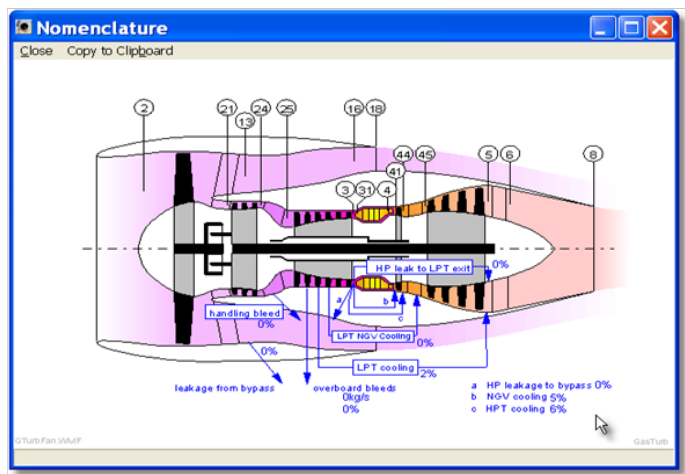 Nomenclature
Close Copy to Clipboard
2 21 24 25 16 18
13
44
45 5 6 8
41
3 31 4
HP leak to LPT exit 0%
a b
c
handling bleed
0%
LPT NGV Cooling 0%
0%
LPT cooling 2%
leakage from bypass overboard bleeds
0kg/s
0%
a HP leakage to bypass 0%
b NGV cooling 5%
c HPT cooling 6%
GTurbFan.WMF GasTurb